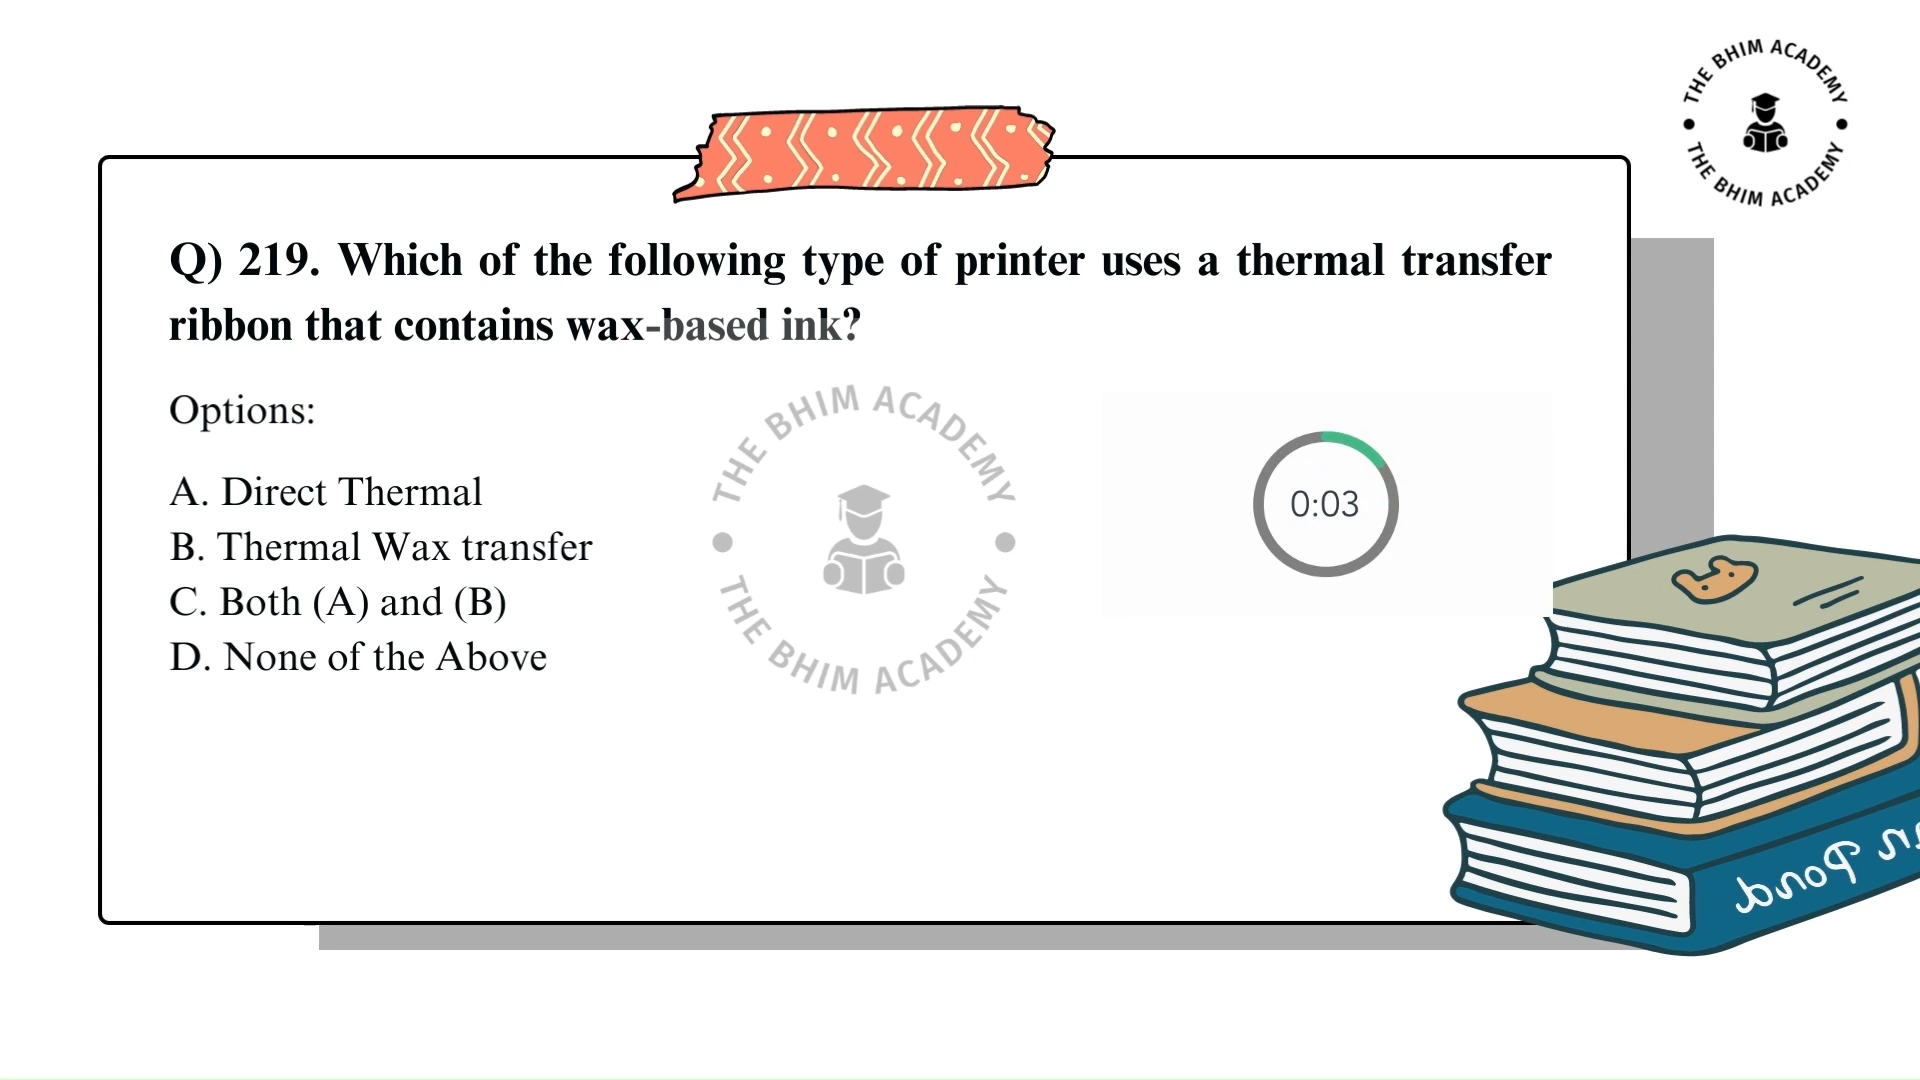 THE BHIM ACADEMY
THE BHIM ACADEMY
Q) 219. Which of the following type of printer uses a thermal transfer
ribbon that contains wax-based ink?
Options:
A. Direct Thermal
B. Thermal Wax transfer
C. Both (A) and (B)
D. None of the Above
THE BHIM ACADEMY
THE BHIM ACADEMY
0:03
Pond